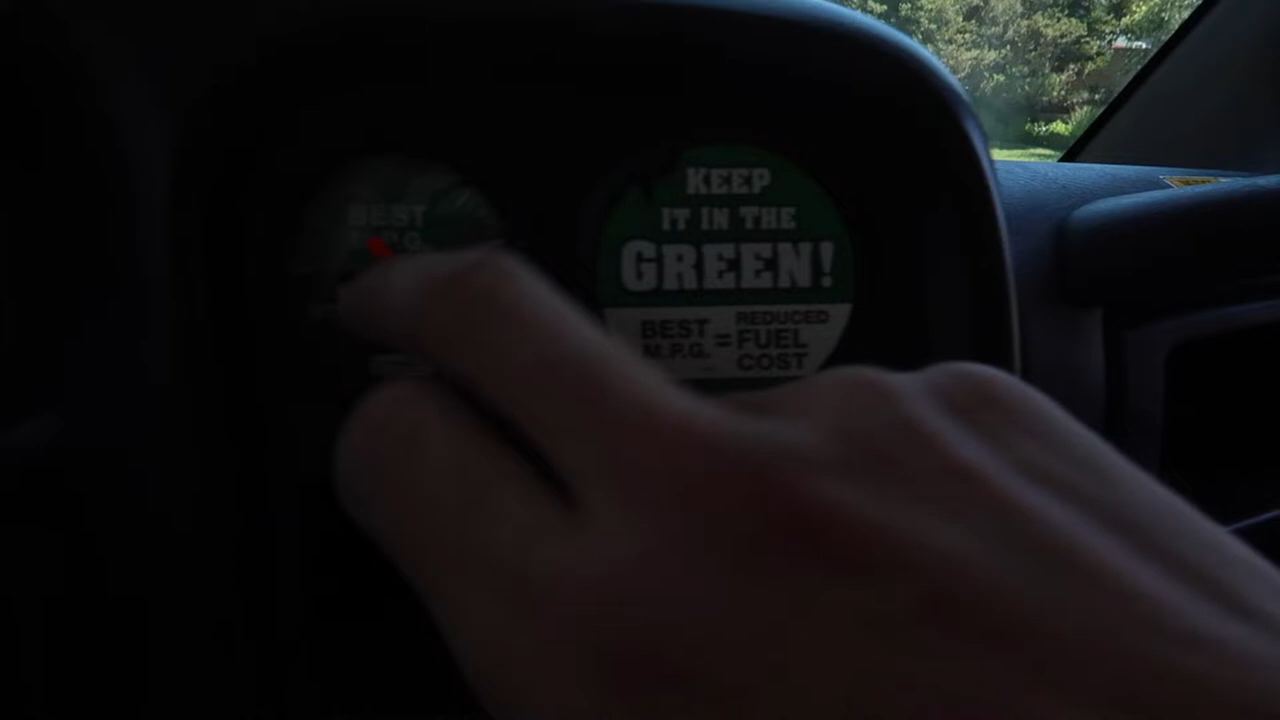 BEST
M.P.G.
KEEP
IT IN THE
GREEN!
BEST
M.P.G.
=
REDUCED
FUEL
COST